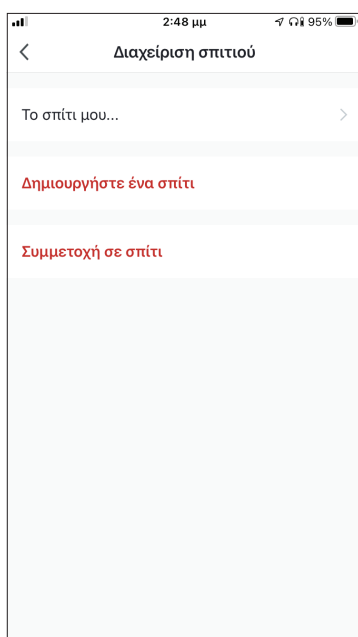 2:48 μμ 95%
Διαχείριση σπιτιού
Το σπίτι μου...
Δημιουργήστε ένα σπίτι
Συμμετοχή σε σπίτι